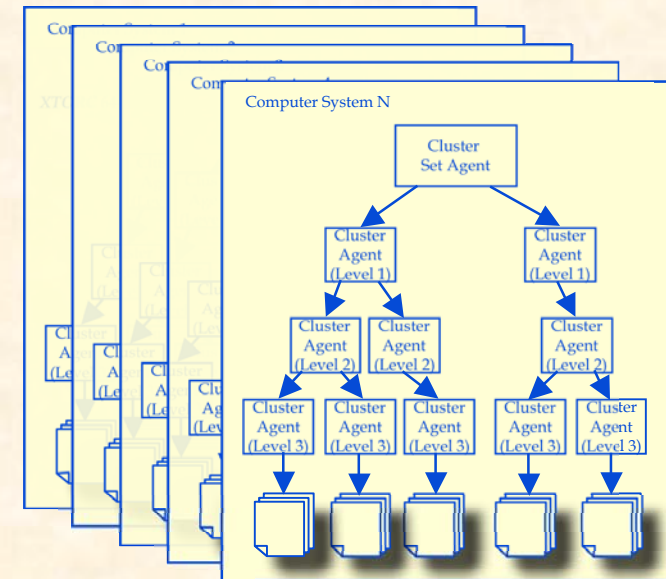 Computer System N
Cluster
Set Agent
Cluster
Agent
(Level 1)
Cluster
Agent
(Level 1)
Cluster
Agent
(Level 2)
Cluster
Agent
(Level 2)
Cluster
Agent
(Level 2)
Cluster
Agent
(Level 3)
Cluster
Agent
(Level 3)
Cluster
Agent
(Level 3)
Cluster
Agent
(Level 3)
Cluster
Agent
(Level 3)